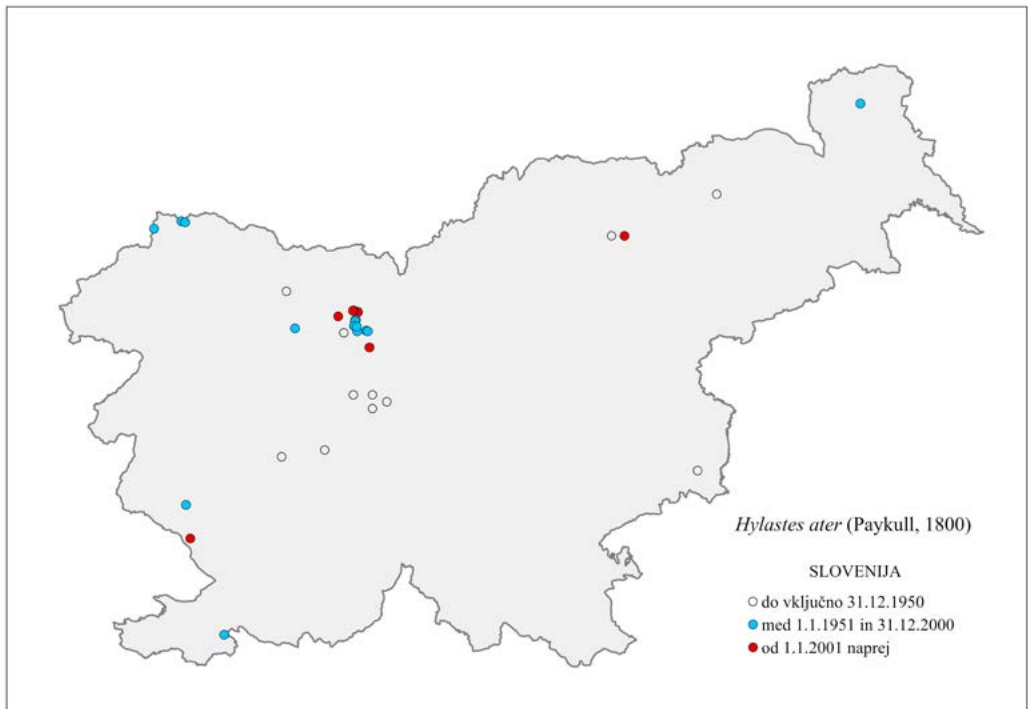 Hylastes ater (Paykull, 1800)
SLOVENIJA
do vključno 31.12.1950
med 1.1.1951 in 31.12.2000
od 1.1.2001 naprej